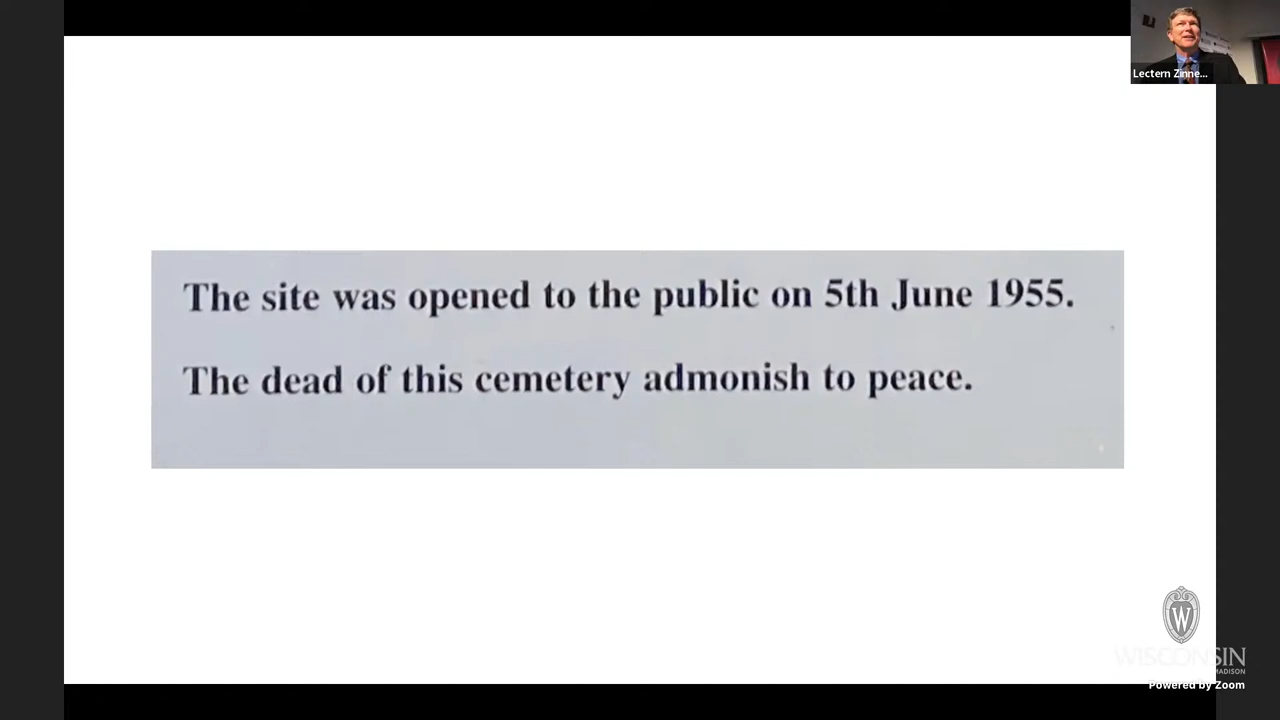 Lectern Zinne...
The site was opened to the public on 5th June 1955.
The dead of this cemetery admonish to peace.
W
WISCONSIN
MADISON
Powered by Zoom